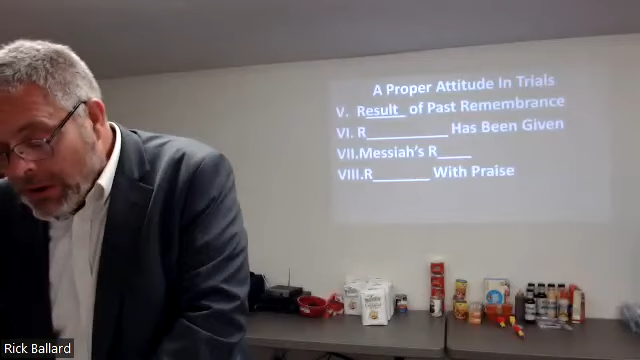 A Proper Attitude In Trials
V. Result of Past Remembrance
VI. R__________ Has Been Given
VII.Messiah's R____
VIII.R_______ With Praise
Rick Ballard